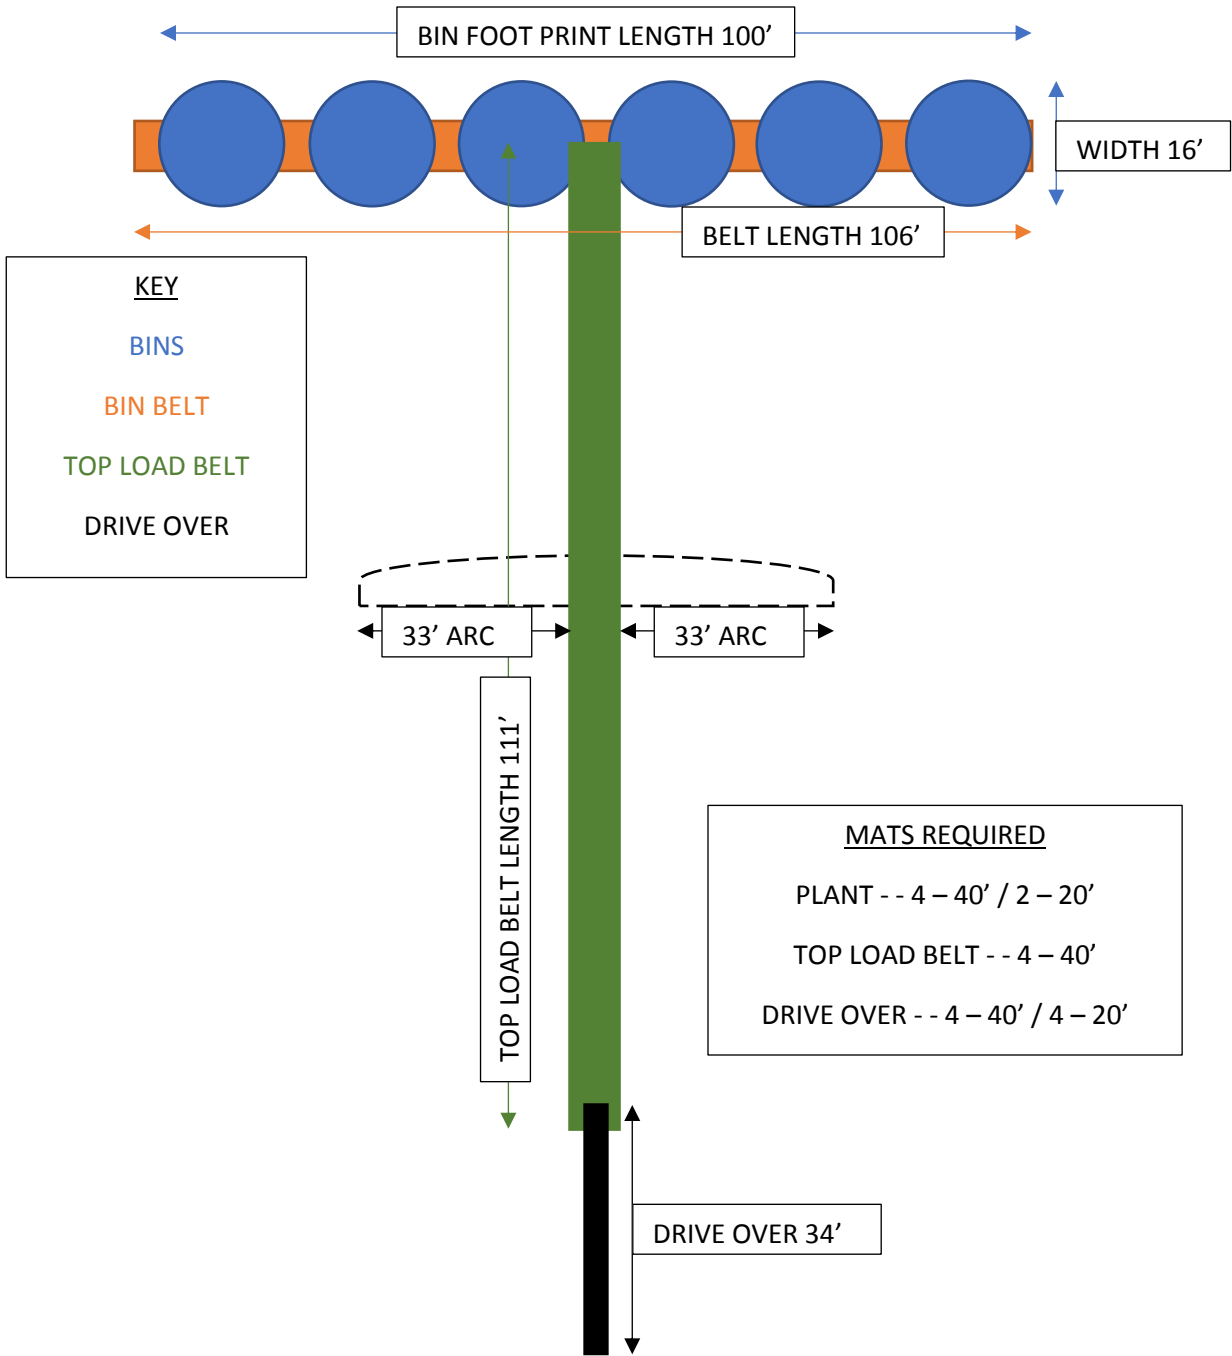 BIN FOOT PRINT LENGTH 100’
WIDTH 16’
BELT LENGTH 106’
KEY
BINS
BIN BELT
TOP LOAD BELT
DRIVE OVER
33’ ARC
33’ ARC
TOP LOAD BELT LENGTH 111’
MATS REQUIRED
PLANT - - 4 – 40’ / 2 – 20’
TOP LOAD BELT - - 4 – 40’
DRIVE OVER - - 4 – 40’ / 4 – 20’
DRIVE OVER 34’